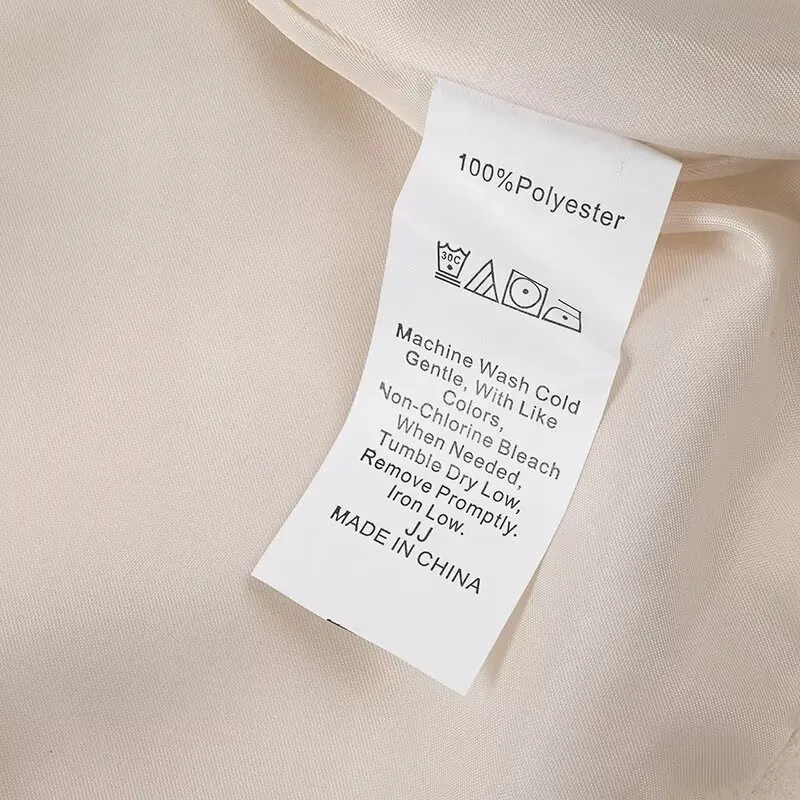 100%Polyester
30C
Machine Wash Cold
Gentle, With Like
Colors,
Non-Chlorine Bleach
When Needed,
Tumble Dry Low,
Remove Promptly.
Iron Low.
JJ
MADE IN CHINA